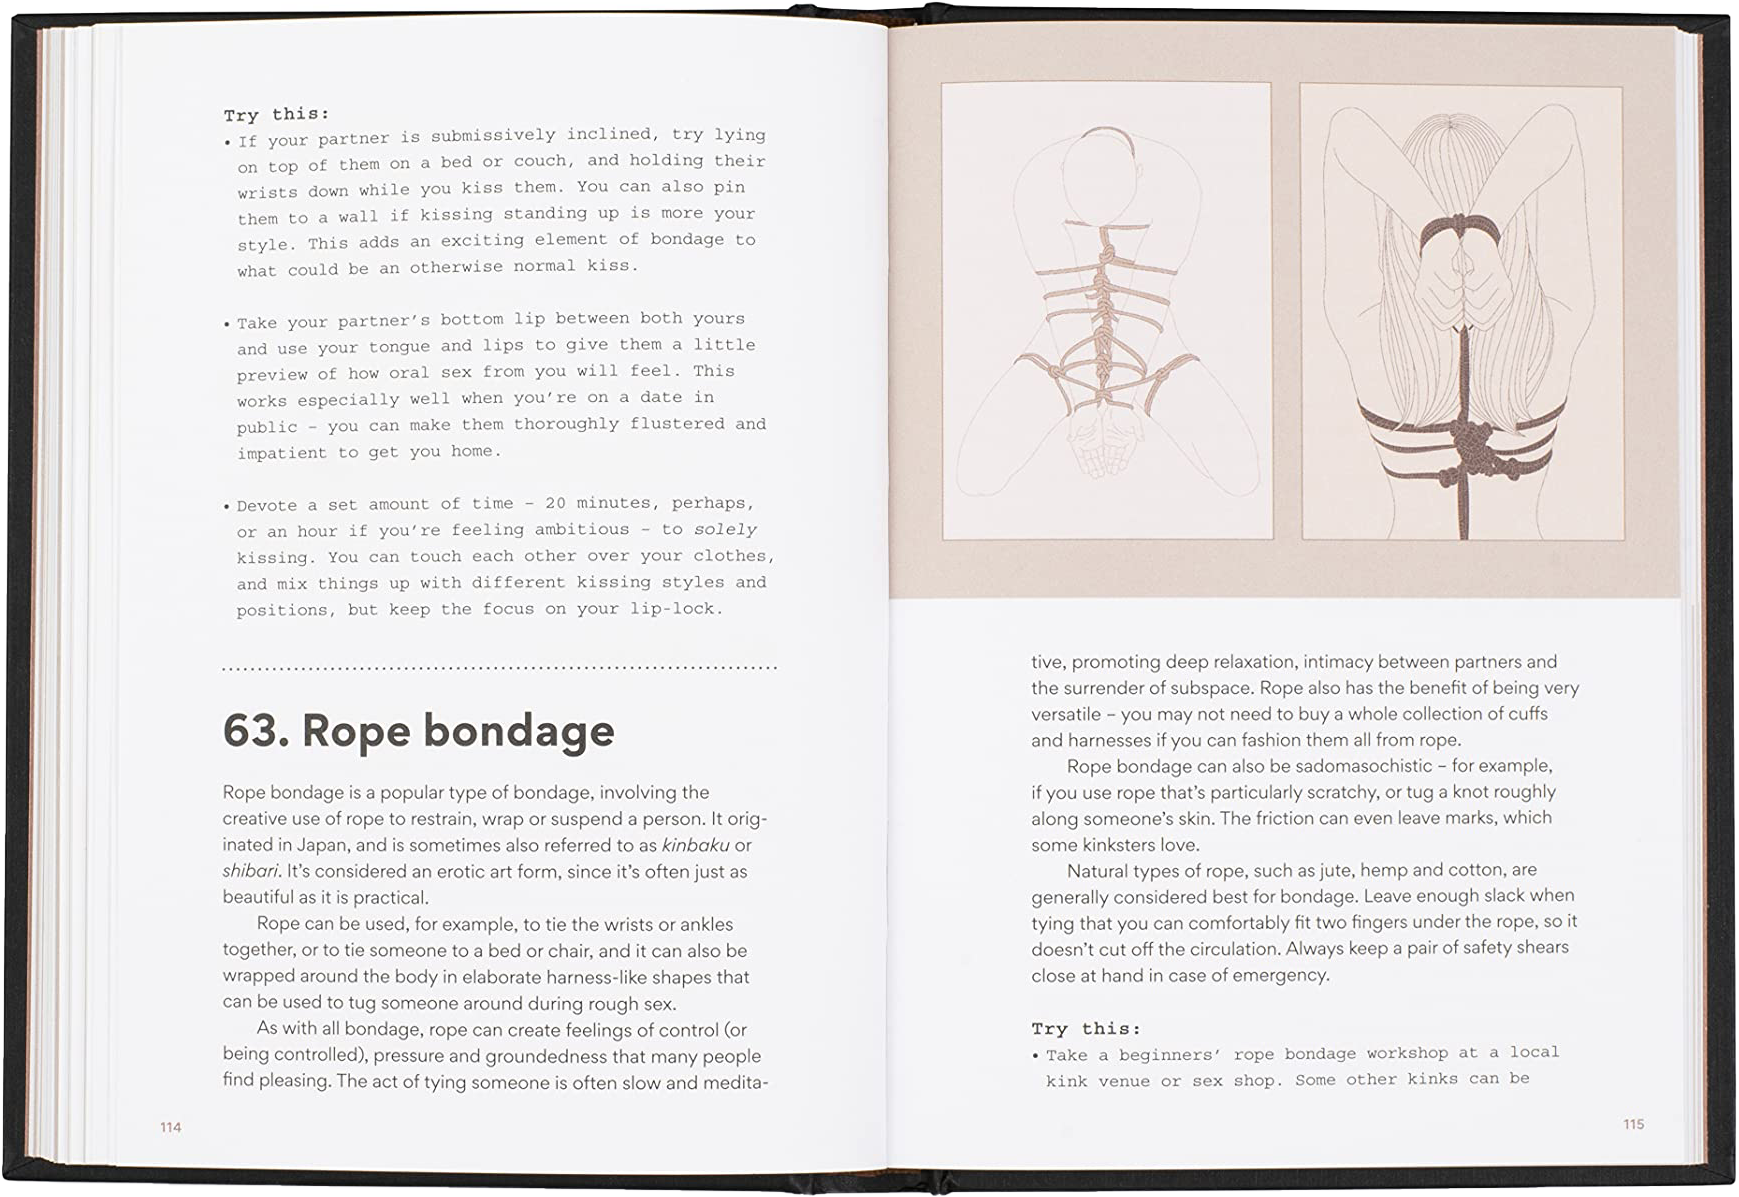 Try this:
• If your partner is submissively inclined, try lying
on top of them on a bed or couch, and holding their
wrists down while you kiss them. You can also pin
them to a wall if kissing standing up is more your
style. This adds an exciting element of bondage to
what could be an otherwise normal kiss.
• Take your partner's bottom lip between both yours
and use your tongue and lips to give them a little
preview of how oral sex from you will feel. This
works especially well when you're on a date in
public – you can make them thoroughly flustered and
impatient to get you home.
• Devote a set amount of time – 20 minutes, perhaps,
or an hour if you're feeling ambitious – to solely
kissing. You can touch each other over your clothes,
and mix things up with different kissing styles and
positions, but keep the focus on your lip-lock.
63. Rope bondage
Rope bondage is a popular type of bondage, involving the
creative use of rope to restrain, wrap or suspend a person. It orig-
inated in Japan, and is sometimes also referred to as kinbaku or
shibari. It's considered an erotic art form, since it's often just as
beautiful as it is practical.
Rope can be used, for example, to tie the wrists or ankles
together, or to tie someone to a bed or chair, and it can also be
wrapped around the body in elaborate harness-like shapes that
can be used to tug someone around during rough sex.
As with all bondage, rope can create feelings of control (or
being controlled), pressure and groundedness that many people
find pleasing. The act of tying someone is often slow and medita-
114
tive, promoting deep relaxation, intimacy between partners and
the surrender of subspace. Rope also has the benefit of being very
versatile – you may not need to buy a whole collection of cuffs
and harnesses if you can fashion them all from rope.
Rope bondage can also be sadomasochistic – for example,
if you use rope that's particularly scratchy, or tug a knot roughly
along someone's skin. The friction can even leave marks, which
some kinksters love.
Natural types of rope, such as jute, hemp and cotton, are
generally considered best for bondage. Leave enough slack when
tying that you can comfortably fit two fingers under the rope, so it
doesn't cut off the circulation. Always keep a pair of safety shears
close at hand in case of emergency.
Try this:
• Take a beginners' rope bondage workshop at a local
kink venue or sex shop. Some other kinks can be
115